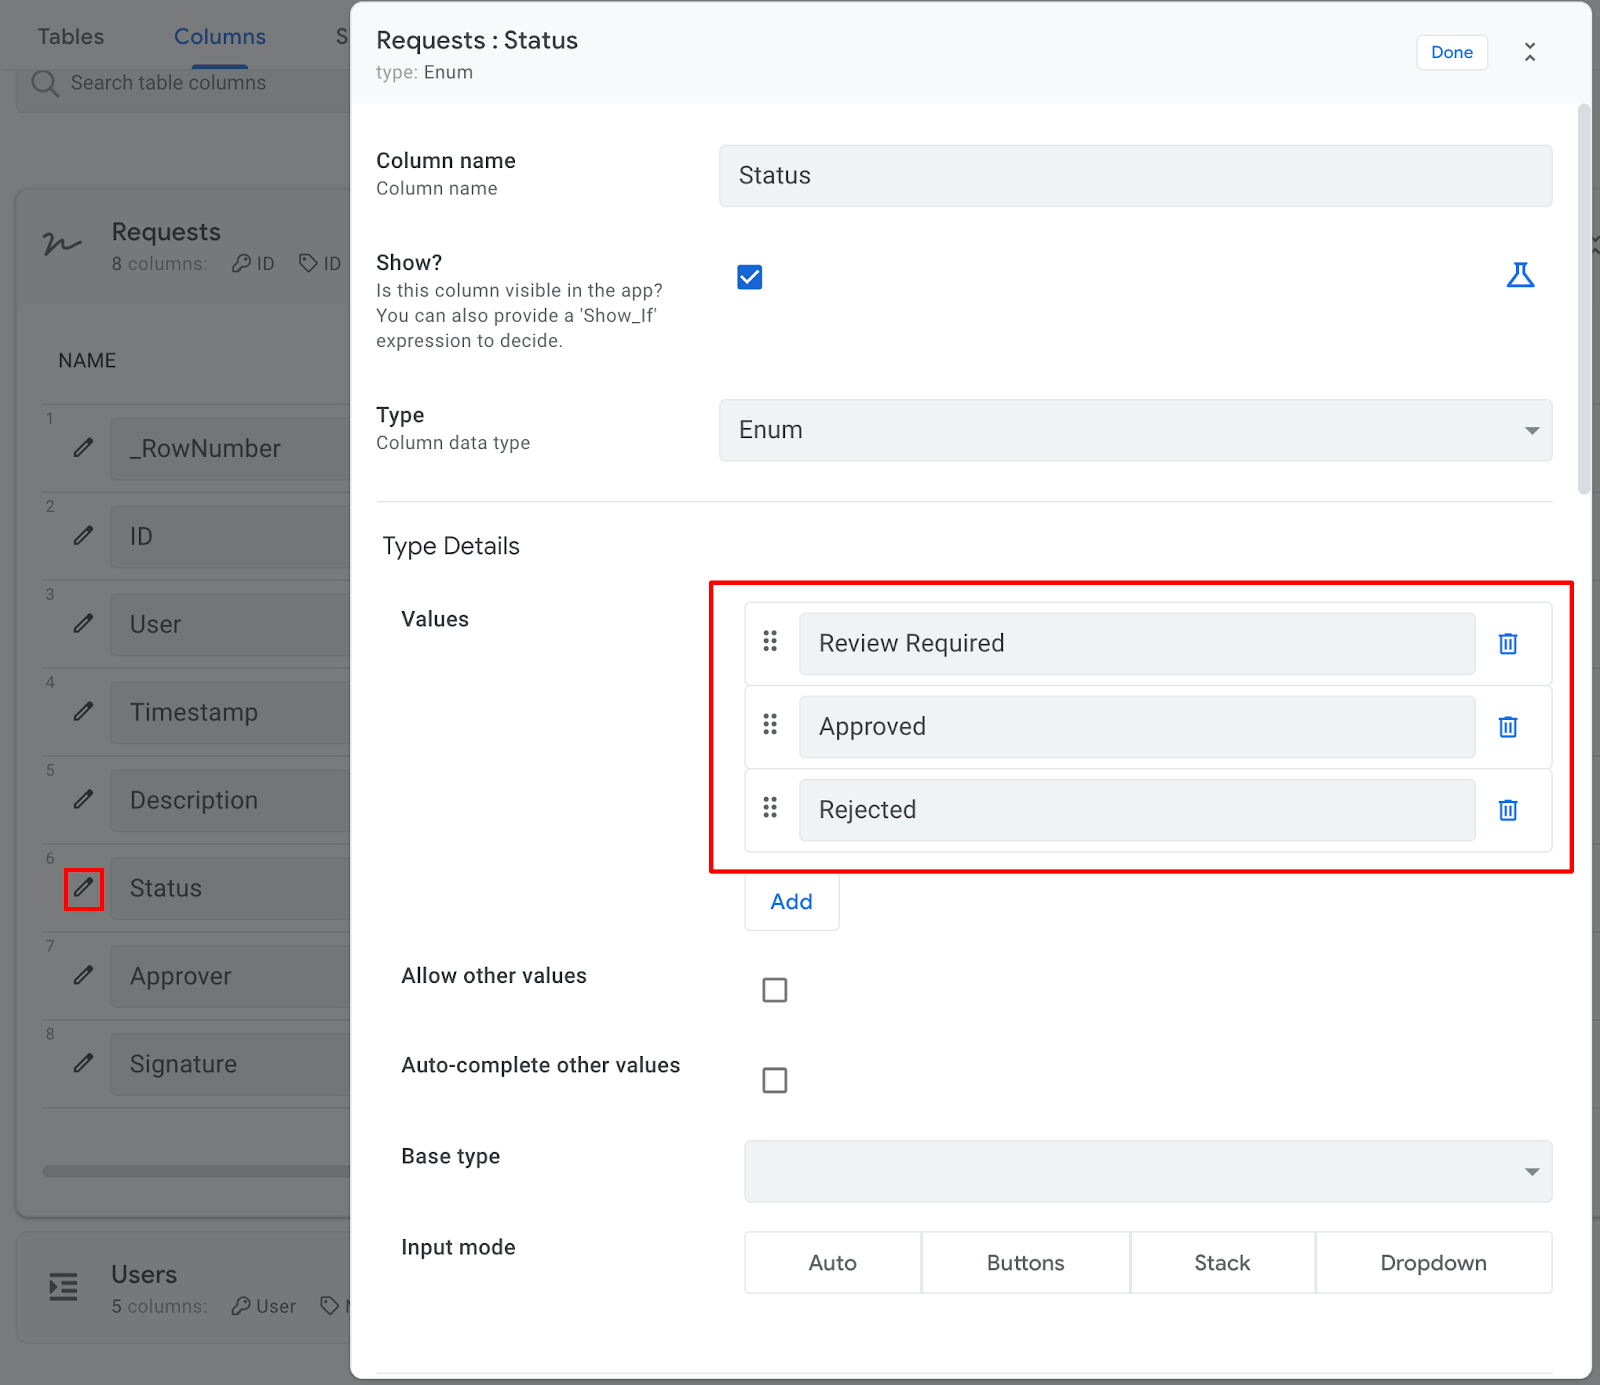 Tables
Columns
S
Search table columns
Requests
8 columns: ID ID
NAME
1
_RowNumber
2
ID
3
User
4
Timestamp
5
Description
6
Status
7
Approver
8
Signature
Users
5 columns: User
Requests : Status
type: Enum
Done
Column name
Column name
Status
Show?
Is this column visible in the app?
You can also provide a 'Show_If'
expression to decide.
Type
Column data type
Enum
Type Details
Values
Review Required
Approved
Rejected
Add
Allow other values
Auto-complete other values
Base type
Input mode
Auto
Buttons
Stack
Dropdown